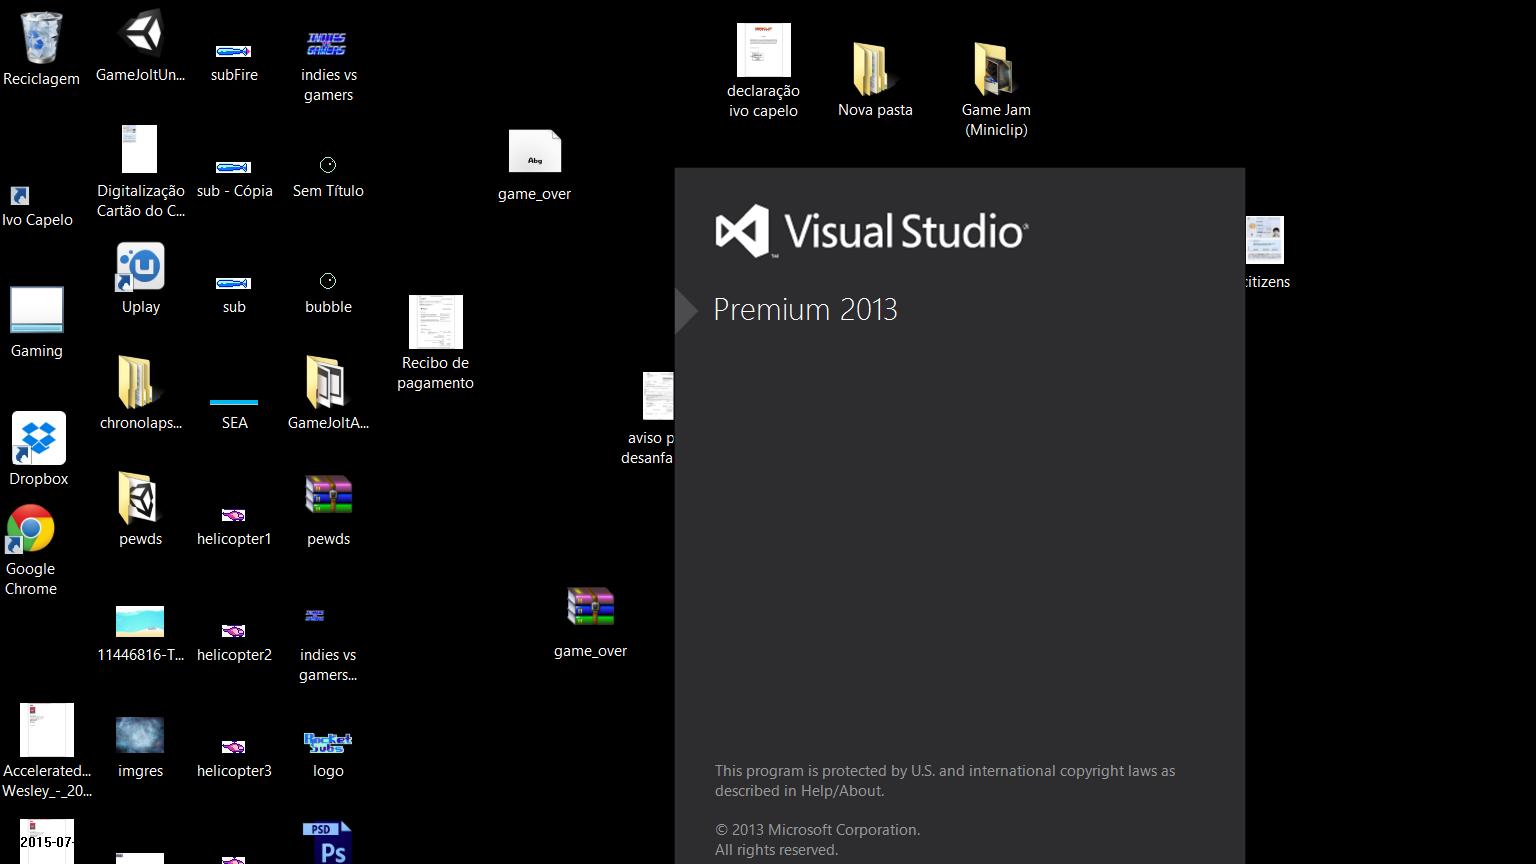 Reciclagem
GameJoltUn...
subFire
indies vs
gamers
INDIES
GAMERS
declaração
ivo capelo
Nova pasta
Game Jam
(Miniclip)
Ivo Capelo
Digitalização
Cartão do C...
sub - Cópia
Sem Título
Abg
game_over
Visual Studio
Premium 2013
citizens
Gaming
Uplay
sub
bubble
Recibo de
pagamento
aviso p
desanfa
Dropbox
chronolaps...
SEA
GameJoltA...
Google
Chrome
pewds
helicopter1
pewds
game_over
11446816-T...
helicopter2
indies vs
gamers...
Accelerated...
Wesley_-_20...
imgres
helicopter3
Rocket
Subs
logo
2015-07-
PSD
Ps
This program is protected by U.S. and international copyright laws as
described in Help/About.
© 2013 Microsoft Corporation.
All rights reserved.